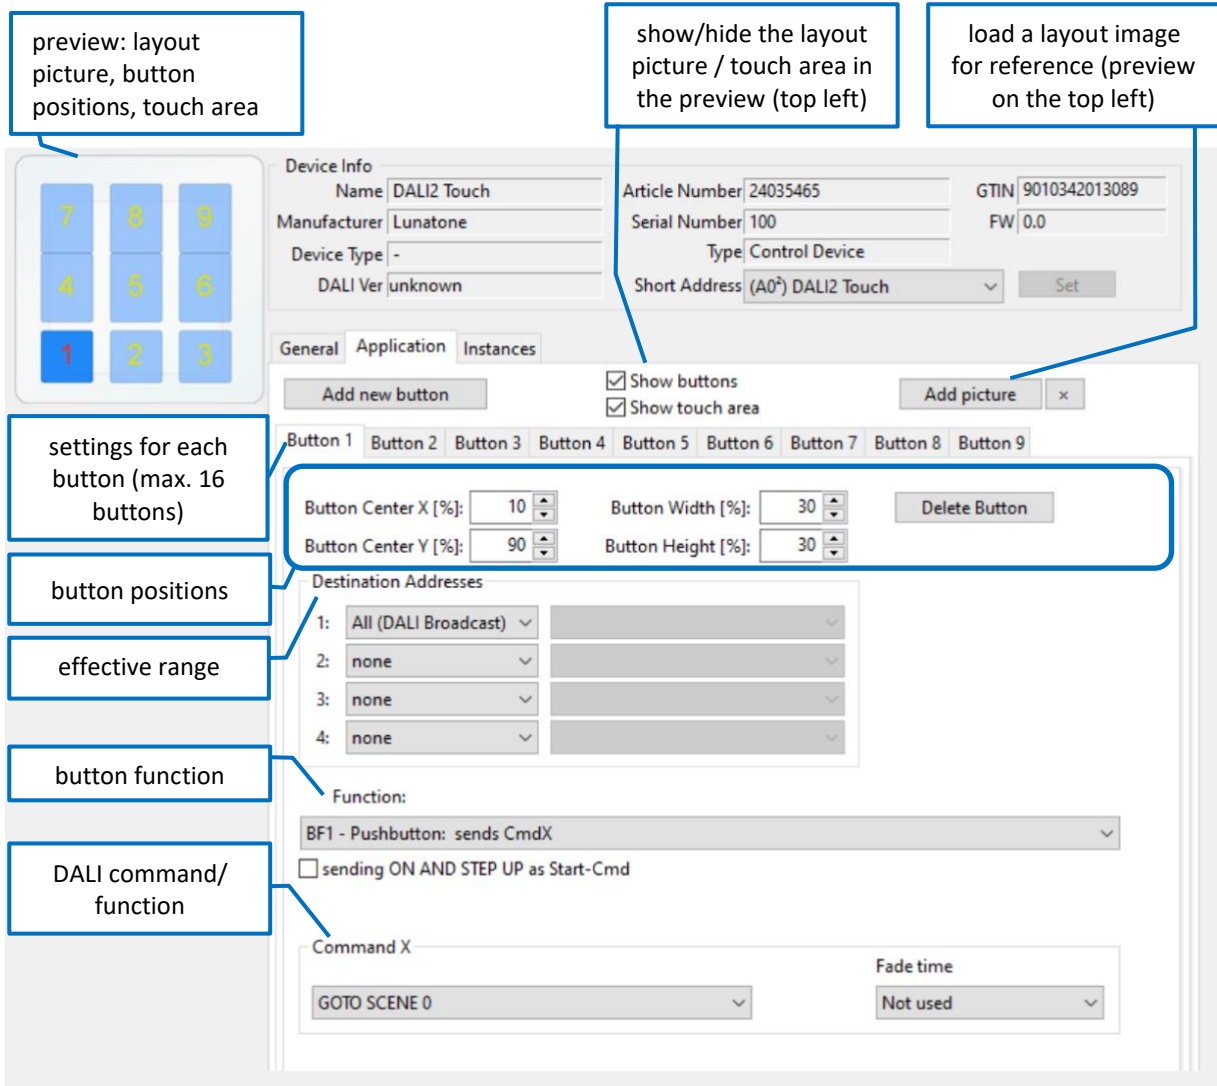 preview: layout
picture, button
positions, touch area
show/hide the layout
picture / touch area in
the preview (top left)
load a layout image
for reference (preview
on the top left)
7 8 9
4 5 6
1 2 3
Device Info
Name DALI2 Touch Article Number 24035465 GTIN 9010342013089
Manufacturer Lunatone Serial Number 100 FW 0.0
Device Type - Type Control Device
DALI Ver unknown Short Address (A0²) DALI2 Touch Set
General Application Instances
Add new button Show buttons Add picture ×
Show touch area
settings for each
button (max. 16
buttons)
Button 1 Button 2 Button 3 Button 4 Button 5 Button 6 Button 7 Button 8 Button 9
Button Center X [%]: 10 Button Width [%]: 30 Delete Button
Button Center Y [%]: 90 Button Height [%]: 30
button positions
Destination Addresses
1: All (DALI Broadcast)
effective range
2: none
3: none
4: none
button function
Function:
BF1 - Pushbutton: sends CmdX
sending ON AND STEP UP as Start-Cmd
DALI command/
function
Command X
Fade time
GOTO SCENE 0 Not used